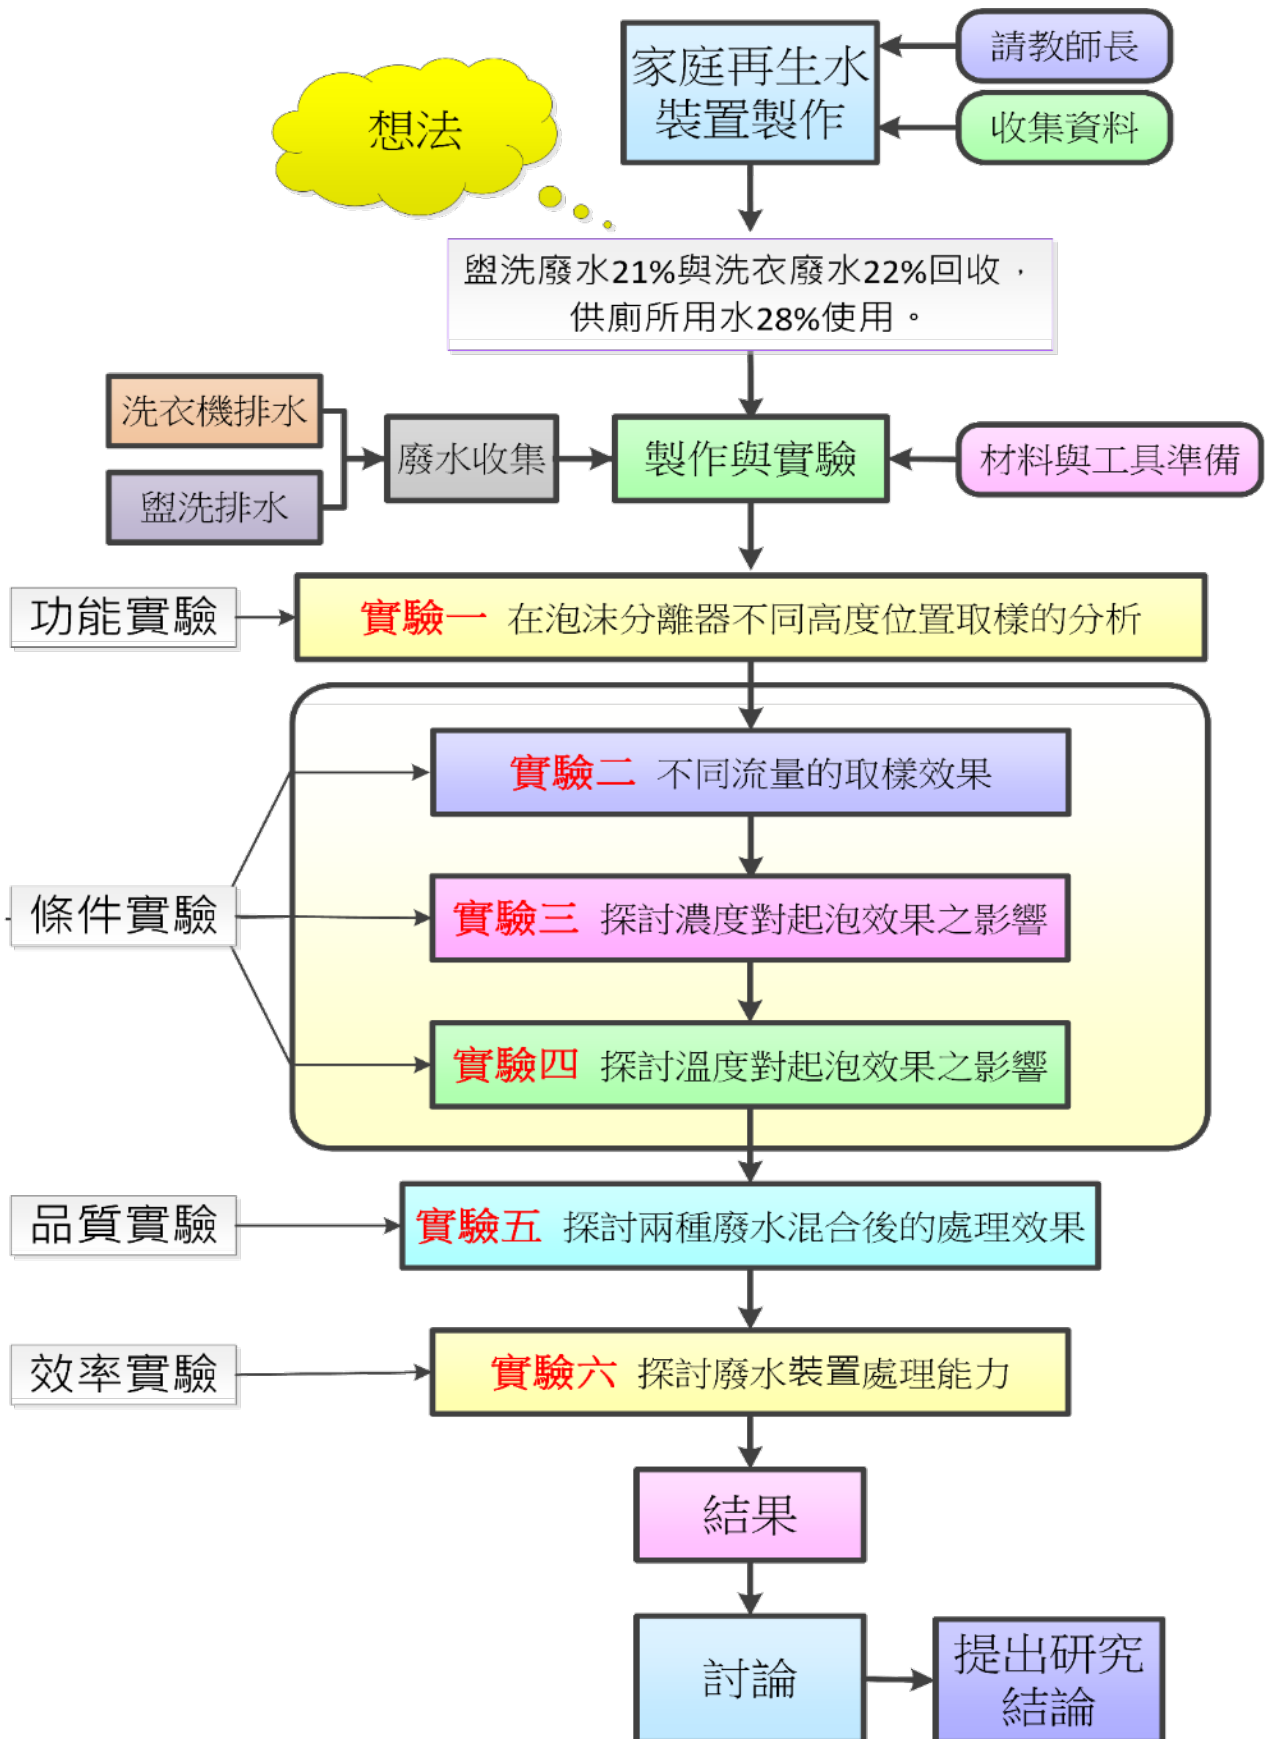 家庭再生水
裝置製作
請教師長
收集資料
想法
盥洗廢水21%與洗衣廢水22%回收，
供廁所用水28%使用。
洗衣機排水
盥洗排水
廢水收集
製作與實驗
材料與工具準備
功能實驗
實驗一 在泡沫分離器不同高度位置取樣的分析
條件實驗
實驗二 不同流量的取樣效果
實驗三 探討濃度對起泡效果之影響
實驗四 探討溫度對起泡效果之影響
品質實驗
實驗五 探討兩種廢水混合後的處理效果
效率實驗
實驗六 探討廢水裝置處理能力
結果
討論
提出研究
結論